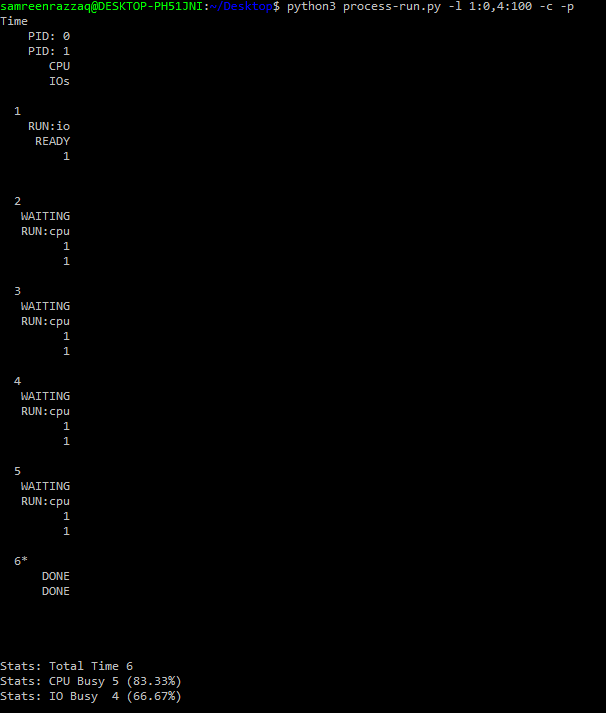 samreenrazzaq@DESKTOP-PH51JNI:~/Desktop$ python3 process-run.py -l 1:0,4:100 -c -p
Time
PID: 0
PID: 1
CPU
IOs
1
RUN:io
READY
1
2
WAITING
RUN:cpu
1
1
3
WAITING
RUN:cpu
1
1
4
WAITING
RUN:cpu
1
1
5
WAITING
RUN:cpu
1
1
6*
DONE
DONE
Stats: Total Time 6
Stats: CPU Busy 5 (83.33%)
Stats: IO Busy  4 (66.67%)